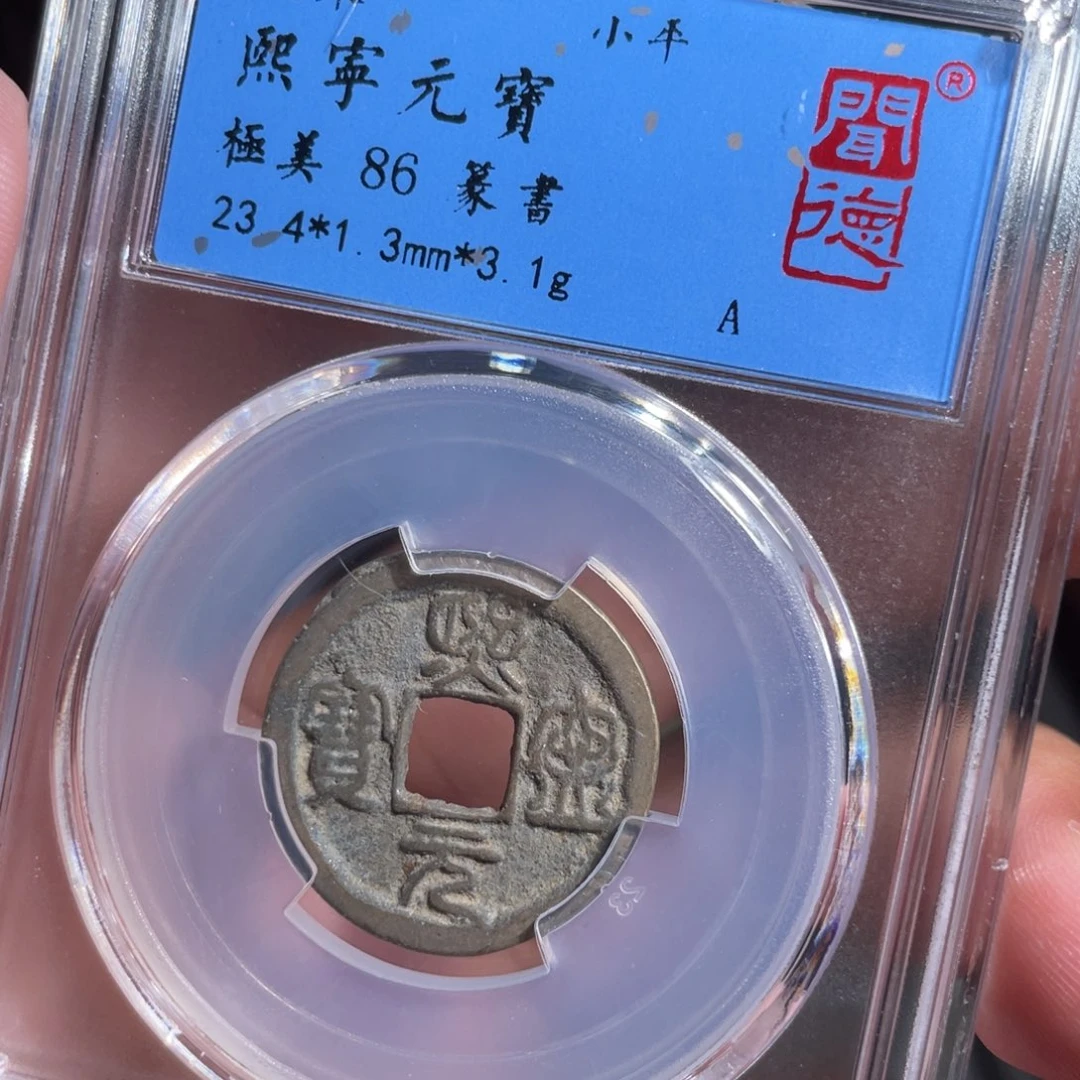 小平
熙寧元寶
極美 86 篆書
23.4*1.3mm*3.1g
A
聞德
®
熙寧元寶